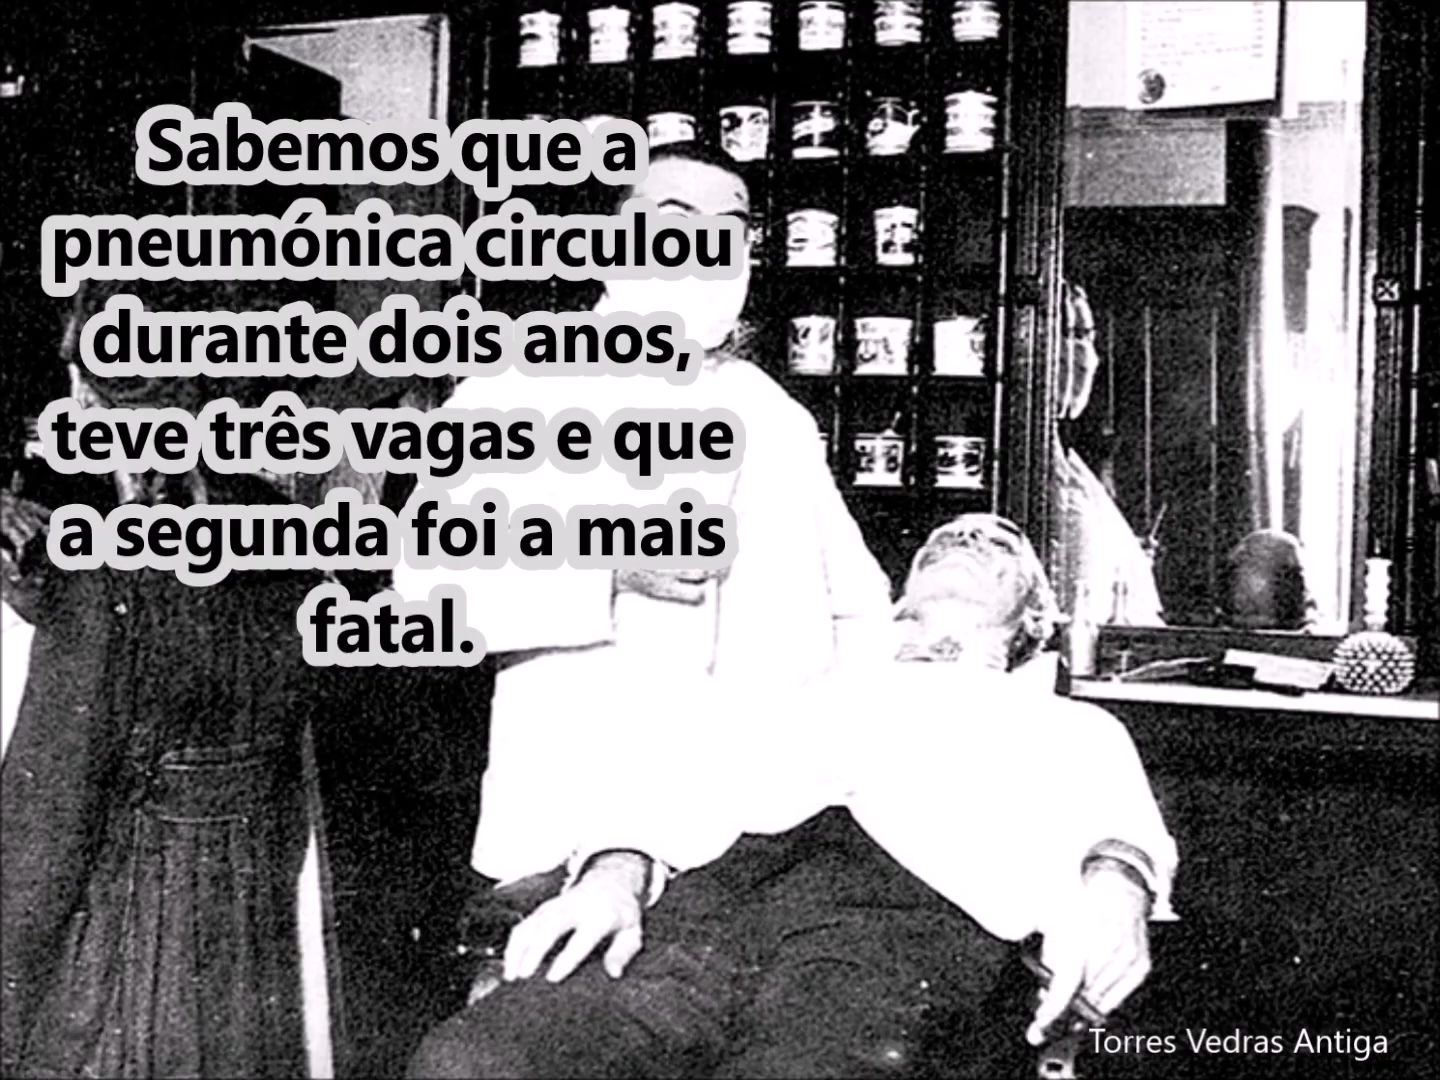 Sabemos que a
pneumónica circulou
durante dois anos,
teve três vagas e que
a segunda foi a mais
fatal.
Torres Vedras Antiga